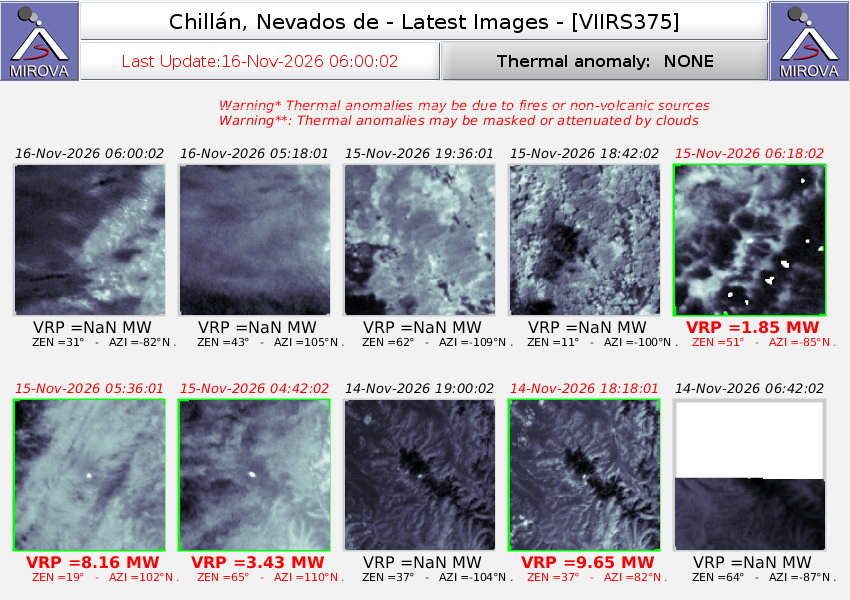 Chillán, Nevados de - Latest Images - [VIIRS375]
MIROVA
Last Update:16-Nov-2026 06:00:02
Thermal anomaly: NONE
MIROVA
Warning* Thermal anomalies may be due to fires or non-volcanic sources
Warning**: Thermal anomalies may be masked or attenuated by clouds
16-Nov-2026 06:00:02
16-Nov-2026 05:18:01
15-Nov-2026 19:36:01
15-Nov-2026 18:42:02
15-Nov-2026 06:18:02
VRP =NaN MW
VRP =NaN MW
VRP =NaN MW
VRP =NaN MW
VRP =1.85 MW
ZEN =31° - AZI =-82°N .
ZEN =43° - AZI =105°N .
ZEN =62° - AZI =-109°N .
ZEN =11° - AZI =-100°N .
ZEN =51° - AZI =-85°N .
15-Nov-2026 05:36:01
15-Nov-2026 04:42:02
14-Nov-2026 19:00:02
14-Nov-2026 18:18:01
14-Nov-2026 06:42:02
VRP =8.16 MW
VRP =3.43 MW
VRP =NaN MW
VRP =9.65 MW
VRP =NaN MW
ZEN =19° - AZI =102°N .
ZEN =65° - AZI =110°N .
ZEN =37° - AZI =-104°N .
ZEN =37° - AZI =82°N .
ZEN =64° - AZI =-87°N .